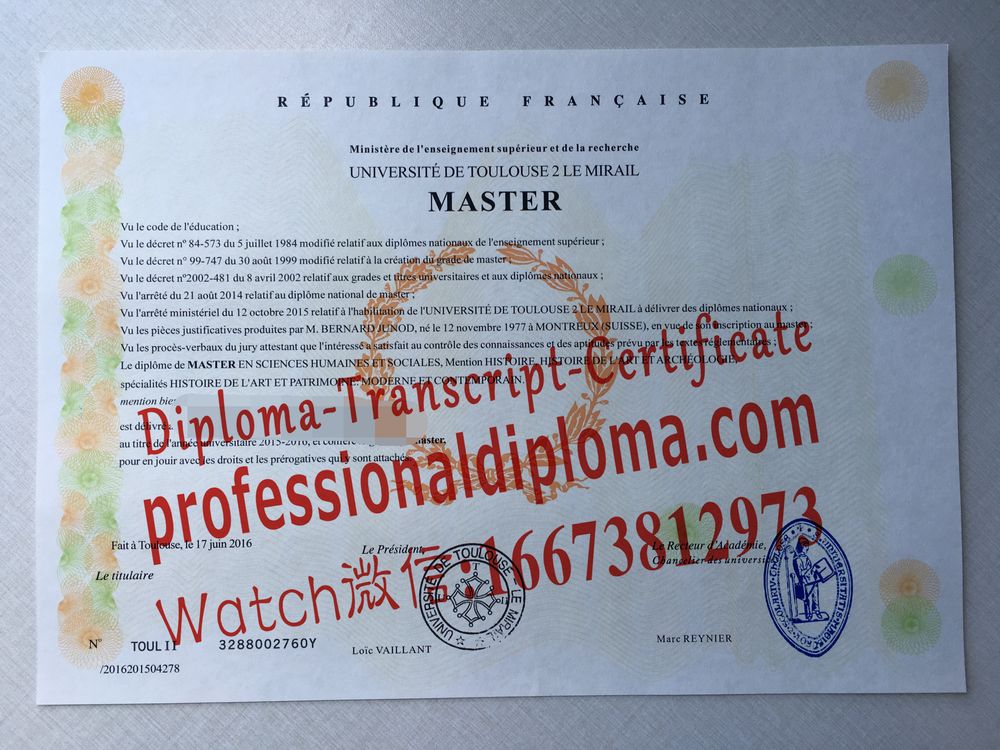 RÉPUBLIQUE FRANÇAISE
Ministère de l'enseignement supérieur et de la recherche
UNIVERSITÉ DE TOULOUSE 2 LE MIRAIL
MASTER
Vu le code de l'éducation ;
Vu le décret nº 84-573 du 5 juillet 1984 modifié relatif aux diplômes nationaux de l'enseignement supérieur ;
Vu le décret n° 99-747 du 30 août 1999 modifié relatif à la création du grade de master ;
Vu le décret nº2002-481 du 8 avril 2002 relatif aux grades et titres universitaires et aux diplômes nationaux ;
Vu l'arrêté du 21 août 2014 relatif au diplôme national de master ;
Vu l'arrêté ministériel du 12 octobre 2015 relatif à l'habilitation de l'UNIVERSITÉ DE TOULOUSE 2 LE MIRAIL à délivrer des diplômes nationaux ;
Vu les pièces justificatives produites par M. BERNARD JUNOD, né le 12 novembre 1977 à MONTREUX (SUISSE), en vue de son inscription au master ;
Vu les procès-verbaux du jury attestant que l'intéressé a satisfait au contrôle des connaissances et des aptitudes prévu par les textes réglementaires ;
Le diplôme de MASTER EN SCIENCES HUMAINES ET SOCIALES, Mention HISTOIRE, HISTOIRE DE L'ART ET ARCHÉOLOGIE,
spécialités HISTOIRE DE L'ART ET PATRIMOINE: MODERNE ET CONTEMPORAIN.
mention
est délivré
au titre de l'année universitaire 2015-2016, et confère master.
pour en jouir avec les droits et les prérogatives qui y sont attachés.
Diploma-Transcript-Certificate
professionaldiploma.com
Watch微信:16673812973
Fait à Toulouse, le 17 juin 2016
Le titulaire
Le Président,
Le Recteur d'Académie,
Chancelier des universi
UNIVERSITÉ DE TOULOUSE - LE MIRAIL
Nº TOUL II 3288002760Y
/2016201504278
Loïc VAILLANT
Marc REYNIER